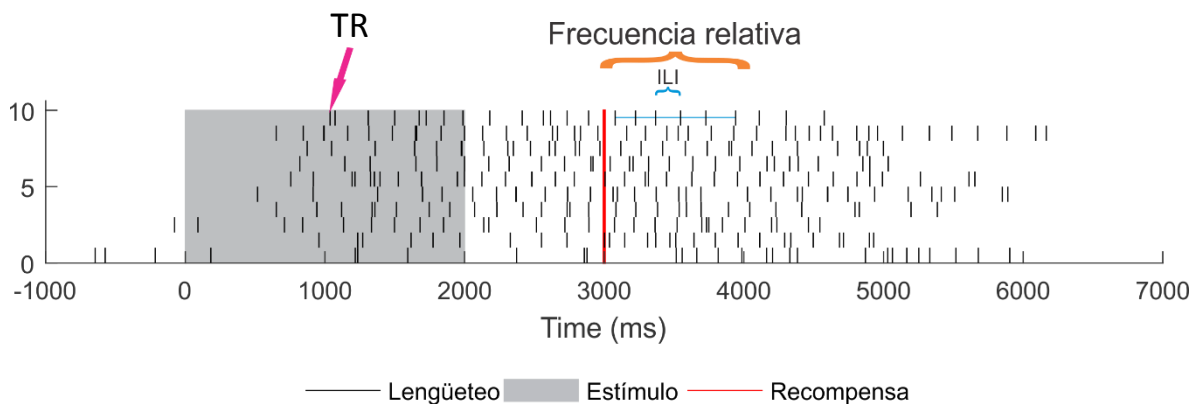 TR
Frecuencia relativa
ILI
10
5
0
-1000 0 1000 2000 3000 4000 5000 6000 7000
Time (ms)
Lengüeteo Estímulo Recompensa